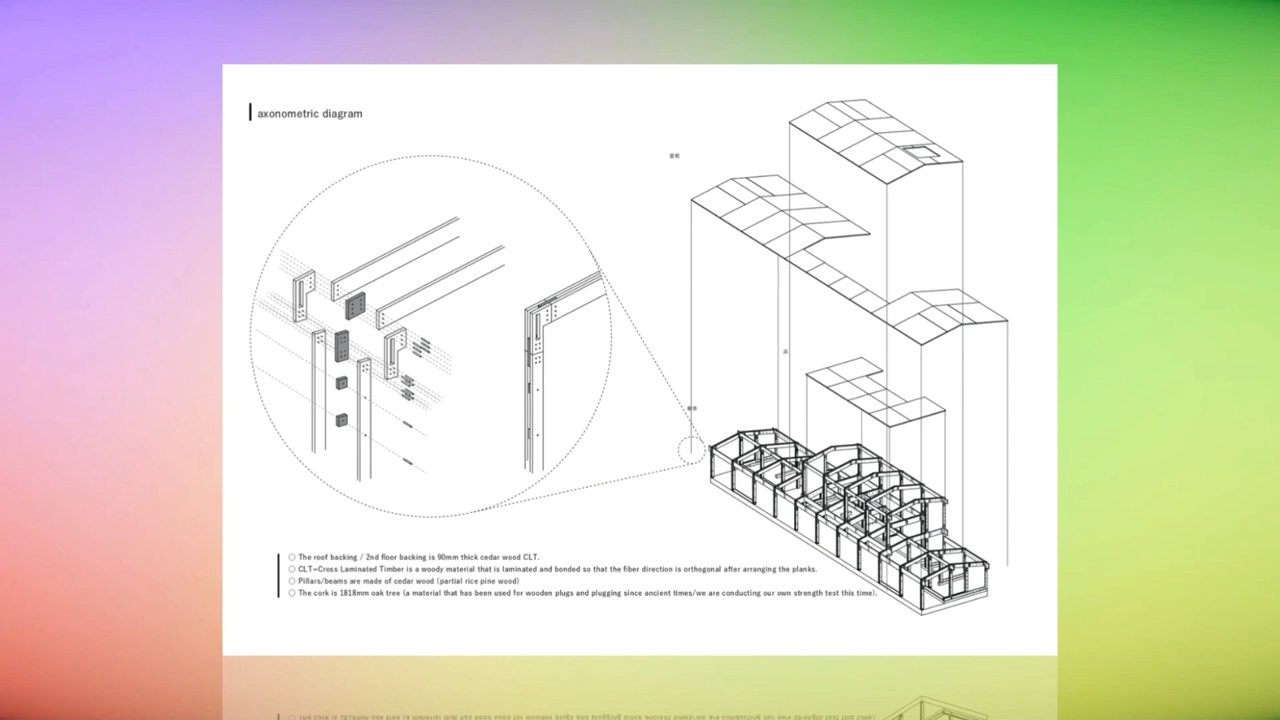 axonometric diagram
○ The roof backing / 2nd floor backing is 90mm thick cedar wood CLT.
○ CLT=Cross Laminated Timber is a woody material that is laminated and bonded so that the fiber direction is orthogonal after arranging the planks.
○ Pillars/beams are made of cedar wood (partial rice pine wood)
○ The cork is 1818mm oak tree (a material that has been used for wooden plugs and plugging since ancient times/we are conducting our own strength test this time).